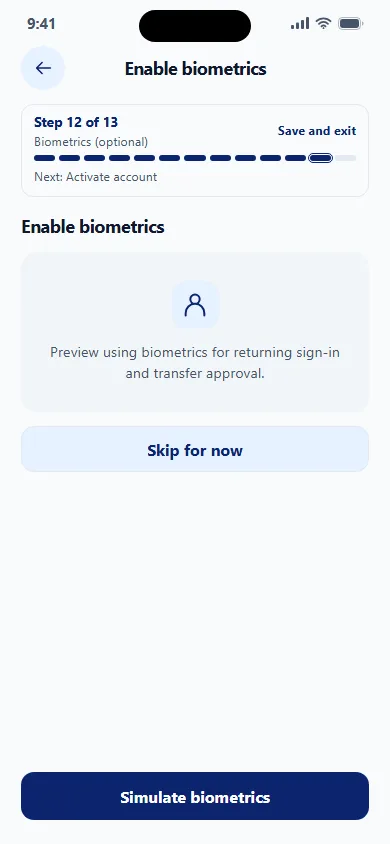 9:41
Enable biometrics
Step 12 of 13
Save and exit
Biometrics (optional)
Next: Activate account
Enable biometrics
Preview using biometrics for returning sign-in
and transfer approval.
Skip for now
Simulate biometrics